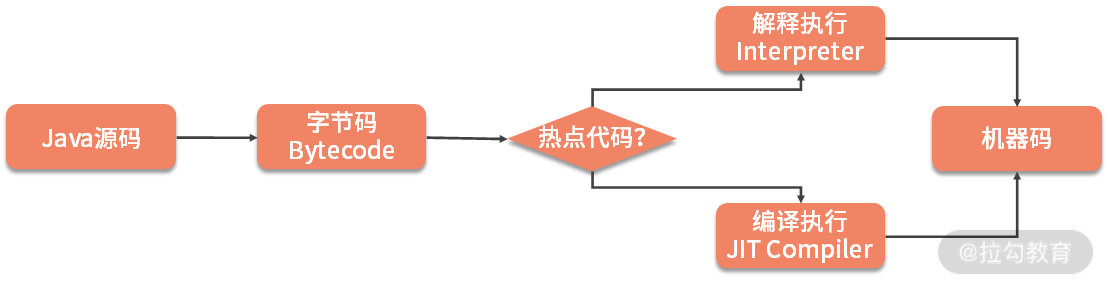 Java源码
字节码
Bytecode
热点代码?
解释执行
Interpreter
编译执行
JIT Compiler
机器码
@拉勾教育